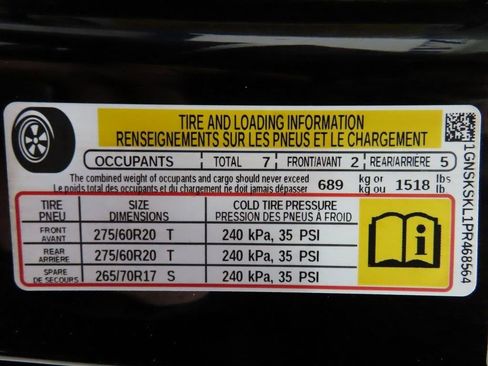 TIRE AND LOADING INFORMATION
RENSEIGNEMENTS SUR LES PNEUS ET LE CHARGEMENT
OCCUPANTS TOTAL 7 FRONT/AVANT 2 REAR/ARRIÈRE 5
The combined weight of occupants and cargo should never exceed 689 kg or 1518 lbs
Le poids total des occupants et du chargement ne doit jamais dépasser kg ou lb
TIRE SIZE COLD TIRE PRESSURE
PNEU DIMENSIONS PRESSION DES PNEUS À FROID
FRONT
AVANT 275/60R20 T 240 kPa, 35 PSI
REAR
ARRIÈRE 275/60R20 T 240 kPa, 35 PSI
SPARE
DE SECOURS 265/70R17 S 240 kPa, 35 PSI
1GNSKSKL1PR468564